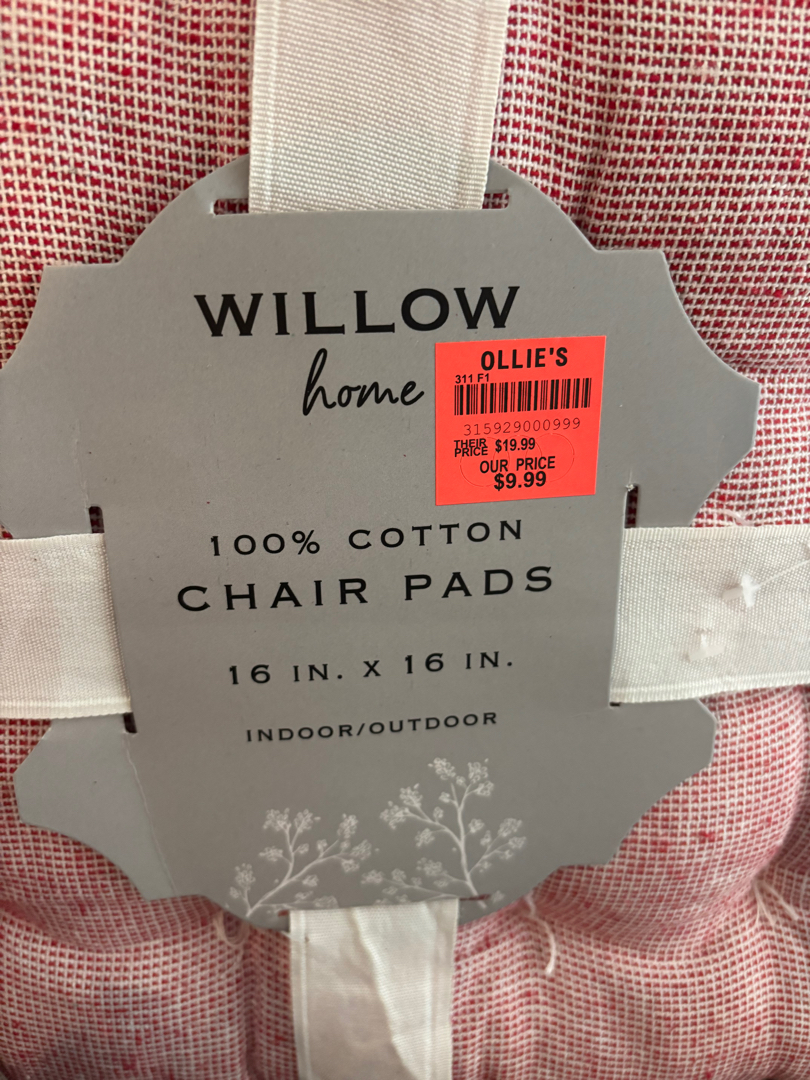 WILLOW
home
OLLIE'S
311 F1
315929000999
THEIR PRICE $19.99
OUR PRICE
$9.99
100% COTTON
CHAIR PADS
16 IN. X 16 IN.
INDOOR/OUTDOOR